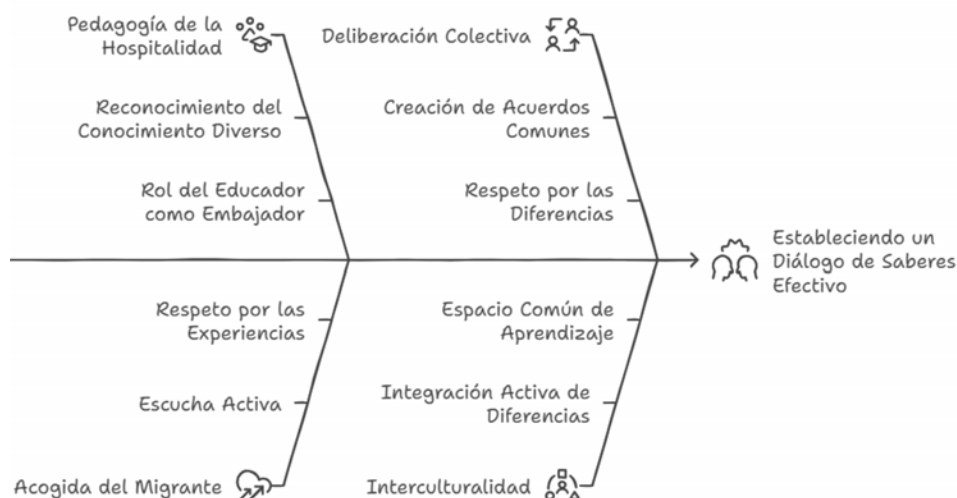 Pedagogía de la
Hospitalidad
Reconocimiento del
Conocimiento Diverso
Rol del Educador
como Embajador
Deliberación Colectiva
Creación de Acuerdos
Comunes
Respeto por las
Diferencias
Estableciendo un
Diálogo de Saberes
Efectivo
Respeto por las
Experiencias
Escucha Activa
Acogida del Migrante
Espacio Común de
Aprendizaje
Integración Activa de
Diferencias
Interculturalidad